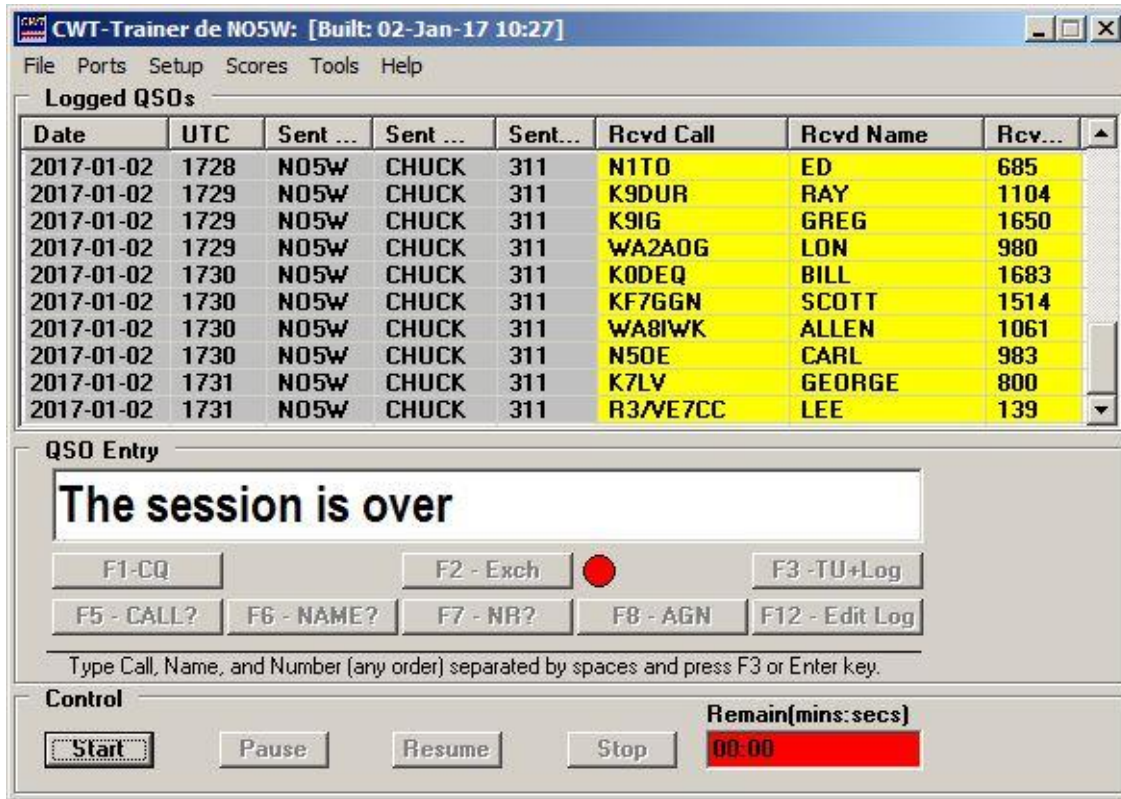 CWT-Trainer de NO5W: [Built: 02-Jan-17 10:27]
File Ports Setup Scores Tools Help
Logged QSOs
Date UTC Sent ... Sent ... Sent... Rcvd Call Rcvd Name Rcv...
2017-01-02 1728 NO5W CHUCK 311 N1TO ED 685
2017-01-02 1729 NO5W CHUCK 311 K9DUR RAY 1104
2017-01-02 1729 NO5W CHUCK 311 K9IG GREG 1650
2017-01-02 1729 NO5W CHUCK 311 WA2AOG LON 980
2017-01-02 1730 NO5W CHUCK 311 K0DEQ BILL 1683
2017-01-02 1730 NO5W CHUCK 311 KF7GGN SCOTT 1514
2017-01-02 1730 NO5W CHUCK 311 WA8IWK ALLEN 1061
2017-01-02 1730 NO5W CHUCK 311 N5OE CARL 983
2017-01-02 1731 NO5W CHUCK 311 K7LV GEORGE 800
2017-01-02 1731 NO5W CHUCK 311 R3/VE7CC LEE 139
QSO Entry
The session is over
F1-CQ F2 - Exch F3 -TU+Log
F5 - CALL? F6 - NAME? F7 - NR? F8 - AGN F12 - Edit Log
Type Call, Name, and Number (any order) separated by spaces and press F3 or Enter key.
Control
Remain(mins:secs)
Start Pause Resume Stop 00:00